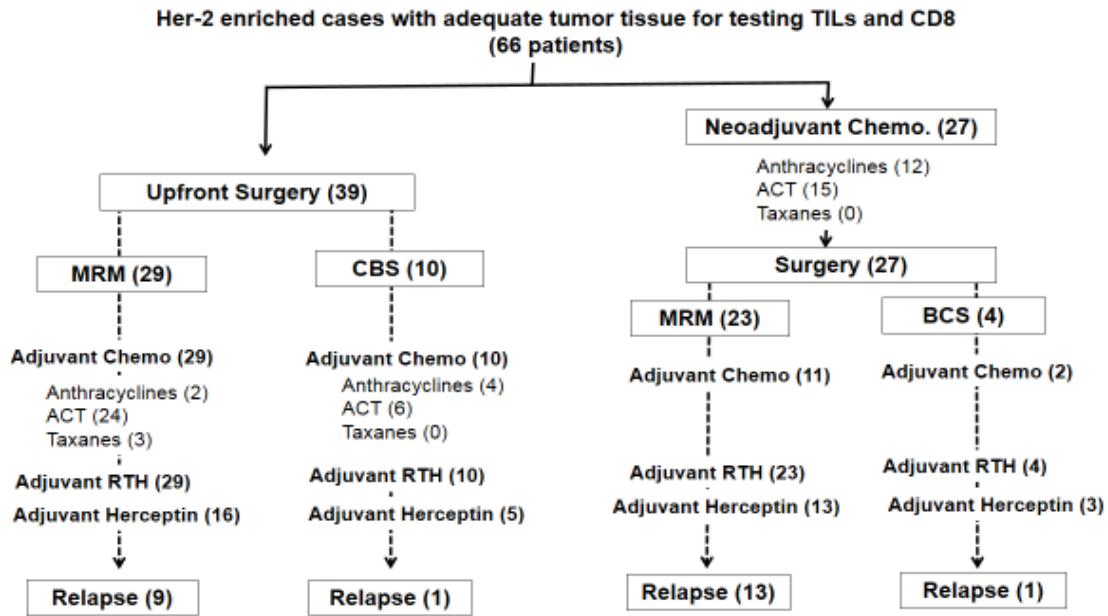 Her-2 enriched cases with adequate tumor tissue for testing TILs and CD8
(66 patients)
Neoadjuvant Chemo. (27)
Anthracyclines (12)
ACT (15)
Taxanes (0)
Upfront Surgery (39)
Surgery (27)
MRM (29)
CBS (10)
MRM (23)
BCS (4)
Adjuvant Chemo (29)
Anthracyclines (2)
ACT (24)
Taxanes (3)
Adjuvant RTH (29)
Adjuvant Herceptin (16)
Relapse (9)
Adjuvant Chemo (10)
Anthracyclines (4)
ACT (6)
Taxanes (0)
Adjuvant RTH (10)
Adjuvant Herceptin (5)
Relapse (1)
Adjuvant Chemo (11)
Adjuvant RTH (23)
Adjuvant Herceptin (13)
Relapse (13)
Adjuvant Chemo (2)
Adjuvant RTH (4)
Adjuvant Herceptin (3)
Relapse (1)